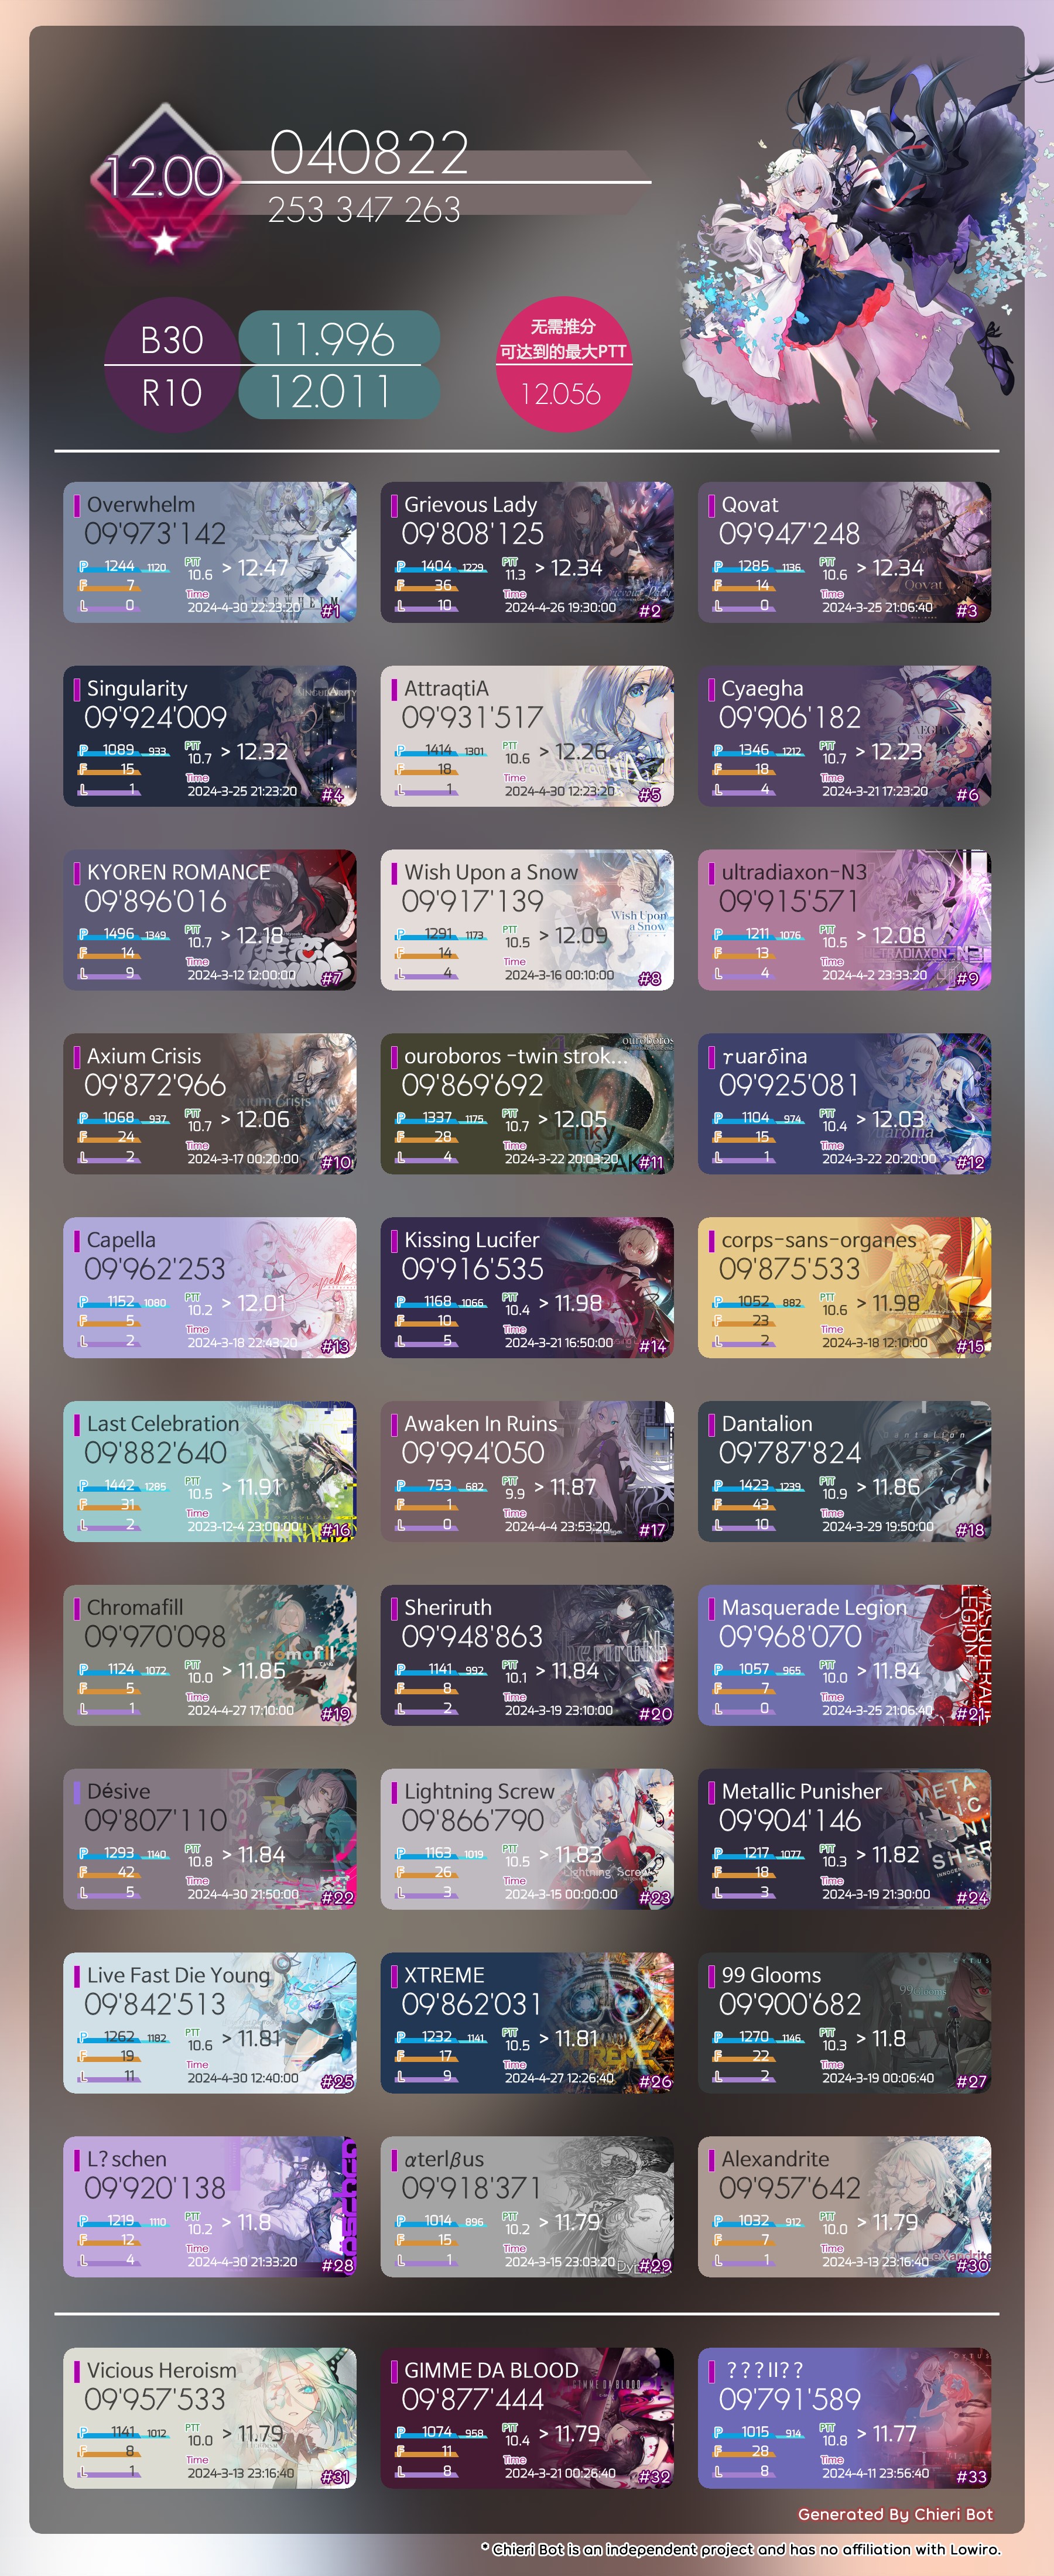 12.00
040822
253 347 263
B30
11.996
R10
12.011
无需推分
可达到的最大PTT
12.056
Overwhelm
09'973'142
P 1244 1120 PTT 10.6 > 12.47
F 7
L 0 Time 2024-4-30 22:23:20 #1
Grievous Lady
09'808'125
P 1404 1229 PTT 11.3 > 12.34
F 36
L 10 Time 2024-4-26 19:30:00 #2
Qovat
09'947'248
P 1285 1136 PTT 10.6 > 12.34
F 14
L 0 Time 2024-3-25 21:06:40 #3
Singularity
09'924'009
P 1089 933 PTT 10.7 > 12.32
F 15
L 1 Time 2024-3-25 21:23:20 #4
AttraqtiA
09'931'517
P 1414 1301 PTT 10.6 > 12.26
F 18
L 1 Time 2024-4-30 12:23:20 #5
Cyaegha
09'906'182
P 1346 1212 PTT 10.7 > 12.23
F 18
L 4 Time 2024-3-21 17:23:20 #6
KYOREN ROMANCE
09'896'016
P 1496 1349 PTT 10.7 > 12.18
F 14
L 9 Time 2024-3-12 12:00:00 #7
Wish Upon a Snow
09'917'139
P 1291 1173 PTT 10.5 > 12.09
F 14
L 4 Time 2024-3-16 00:10:00 #8
ultradiaxon-N3
09'915'571
P 1211 1076 PTT 10.5 > 12.08
F 13
L 4 Time 2024-4-2 23:33:20 #9
Axium Crisis
09'872'966
P 1068 937 PTT 10.7 > 12.06
F 24
L 2 Time 2024-3-17 00:20:00 #10
ouroboros -twin strok...
09'869'692
P 1337 1175 PTT 10.7 > 12.05
F 28
L 4 Time 2024-3-22 20:03:20 #11
γuarδina
09'925'081
P 1104 974 PTT 10.4 > 12.03
F 15
L 1 Time 2024-3-22 20:20:00 #12
Capella
09'962'253
P 1152 1080 PTT 10.2 > 12.01
F 5
L 2 Time 2024-3-18 22:43:20 #13
Kissing Lucifer
09'916'535
P 1168 1066 PTT 10.4 > 11.98
F 10
L 5 Time 2024-3-21 16:50:00 #14
corps-sans-organes
09'875'533
P 1052 882 PTT 10.6 > 11.98
F 23
L 2 Time 2024-3-18 12:10:00 #15
Last Celebration
09'882'640
P 1442 1285 PTT 10.5 > 11.91
F 31
L 2 Time 2023-12-4 23:00:00 #16
Awaken In Ruins
09'994'050
P 753 682 PTT 9.9 > 11.87
F 1
L 0 Time 2024-4-4 23:53:20 #17
Dantalion
09'787'824
P 1423 1239 PTT 10.9 > 11.86
F 43
L 10 Time 2024-3-29 19:50:00 #18
Chromafill
09'970'098
P 1124 1072 PTT 10.0 > 11.85
F 5
L 1 Time 2024-4-27 17:10:00 #19
Sheriruth
09'948'863
P 1141 992 PTT 10.1 > 11.84
F 8
L 2 Time 2024-3-19 23:10:00 #20
Masquerade Legion
09'968'070
P 1057 965 PTT 10.0 > 11.84
F 7
L 0 Time 2024-3-25 21:06:40 #21
Désive
09'807'110
P 1293 1140 PTT 10.8 > 11.84
F 42
L 5 Time 2024-4-30 21:50:00 #22
Lightning Screw
09'866'790
P 1163 1019 PTT 10.5 > 11.83
F 26
L 3 Time 2024-3-15 00:00:00 #23
Metallic Punisher
09'904'146
P 1217 1077 PTT 10.3 > 11.82
F 18
L 3 Time 2024-3-19 21:30:00 #24
Live Fast Die Young
09'842'513
P 1262 1182 PTT 10.6 > 11.81
F 19
L 11 Time 2024-4-30 12:40:00 #25
XTREME
09'862'031
P 1232 1141 PTT 10.5 > 11.81
F 17
L 9 Time 2024-4-27 12:26:40 #26
99 Glooms
09'900'682
P 1270 1146 PTT 10.3 > 11.8
F 22
L 2 Time 2024-3-19 00:06:40 #27
L?schen
09'920'138
P 1219 1110 PTT 10.2 > 11.8
F 12
L 4 Time 2024-4-30 21:33:20 #28
αterlβus
09'918'371
P 1014 896 PTT 10.2 > 11.79
F 15
L 1 Time 2024-3-15 23:03:20 #29
Alexandrite
09'957'642
P 1032 912 PTT 10.0 > 11.79
F 7
L 1 Time 2024-3-13 23:16:40 #30
Vicious Heroism
09'957'533
P 1141 1012 PTT 10.0 > 11.79
F 8
L 1 Time 2024-3-13 23:16:40 #31
GIMME DA BLOOD
09'877'444
P 1074 958 PTT 10.4 > 11.79
F 11
L 8 Time 2024-3-21 00:26:40 #32
???II??
09'791'589
P 1015 914 PTT 10.8 > 11.77
F 28
L 8 Time 2024-4-11 23:56:40 #33
Generated By Chieri Bot
* Chieri Bot is an independent project and has no affiliation with Lowiro.